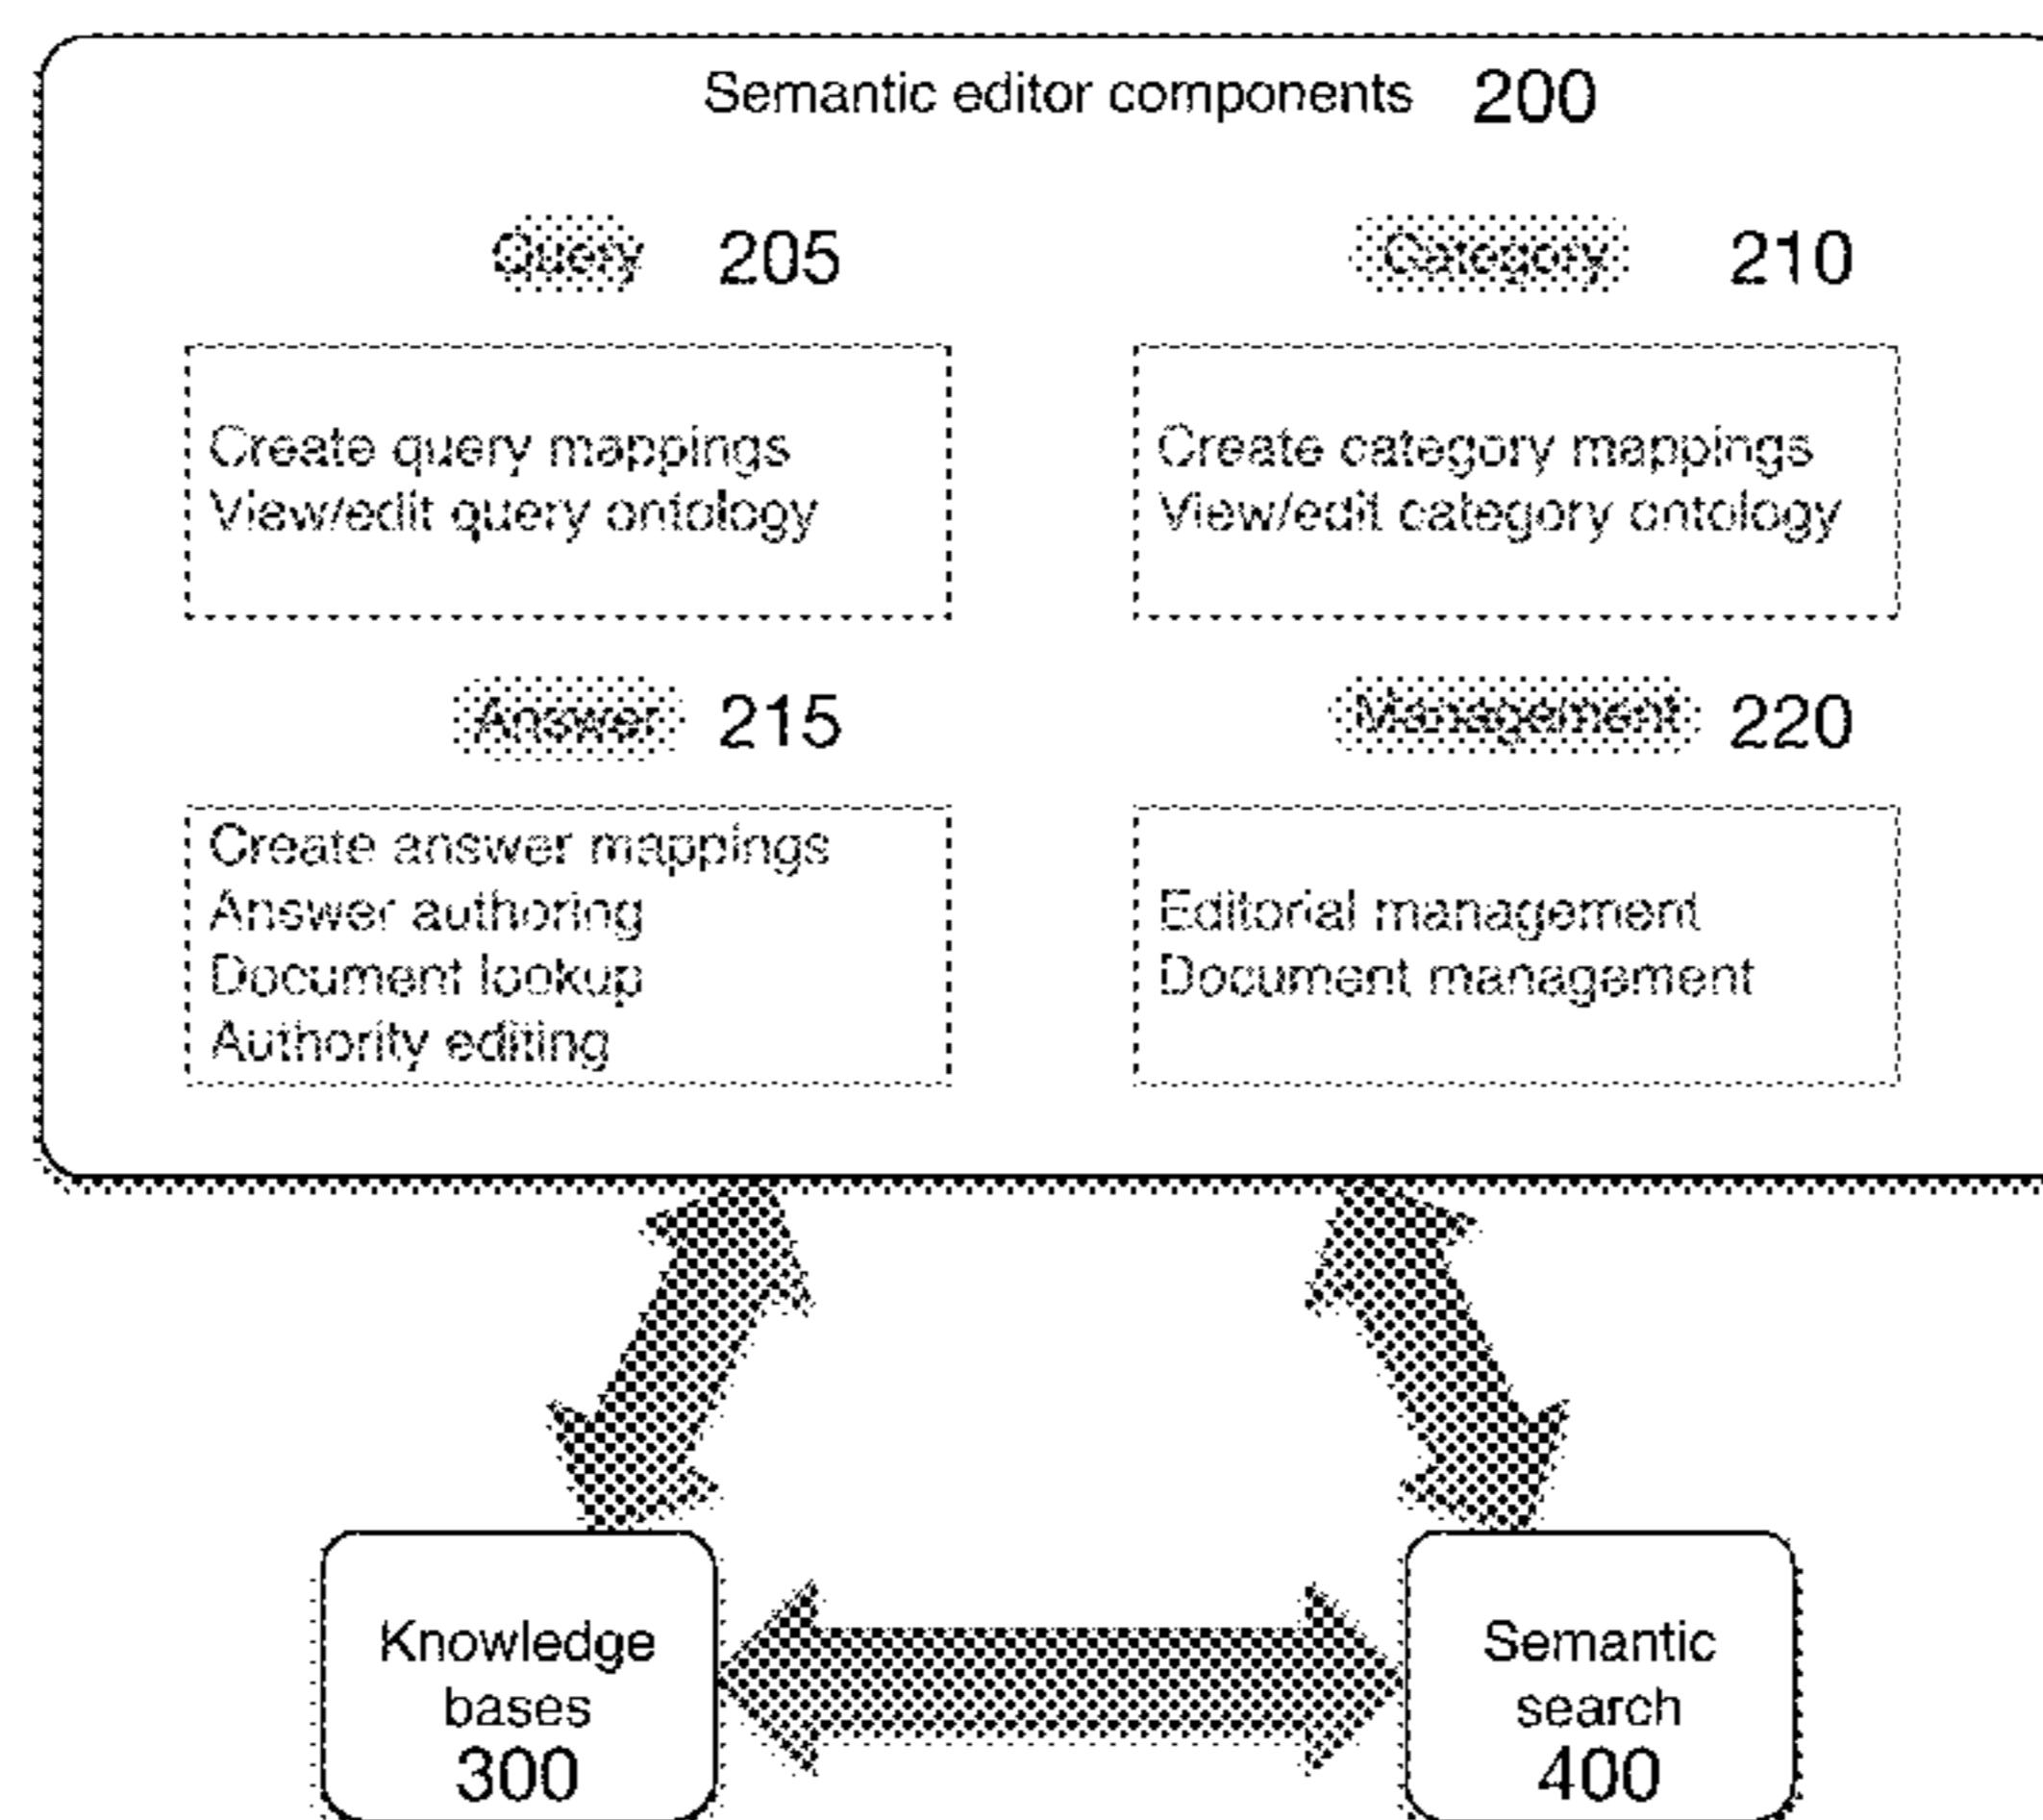 Semantic editor components 200
Query 205
Category 210
Create query mappings
View/edit query ontology
Create category mappings
View/edit category ontology
Answer 215
Management 220
Create answer mappings
Answer authoring
Document lookup
Authority editing
Editorial management
Document management
Knowledge
bases
300
Semantic
search
400